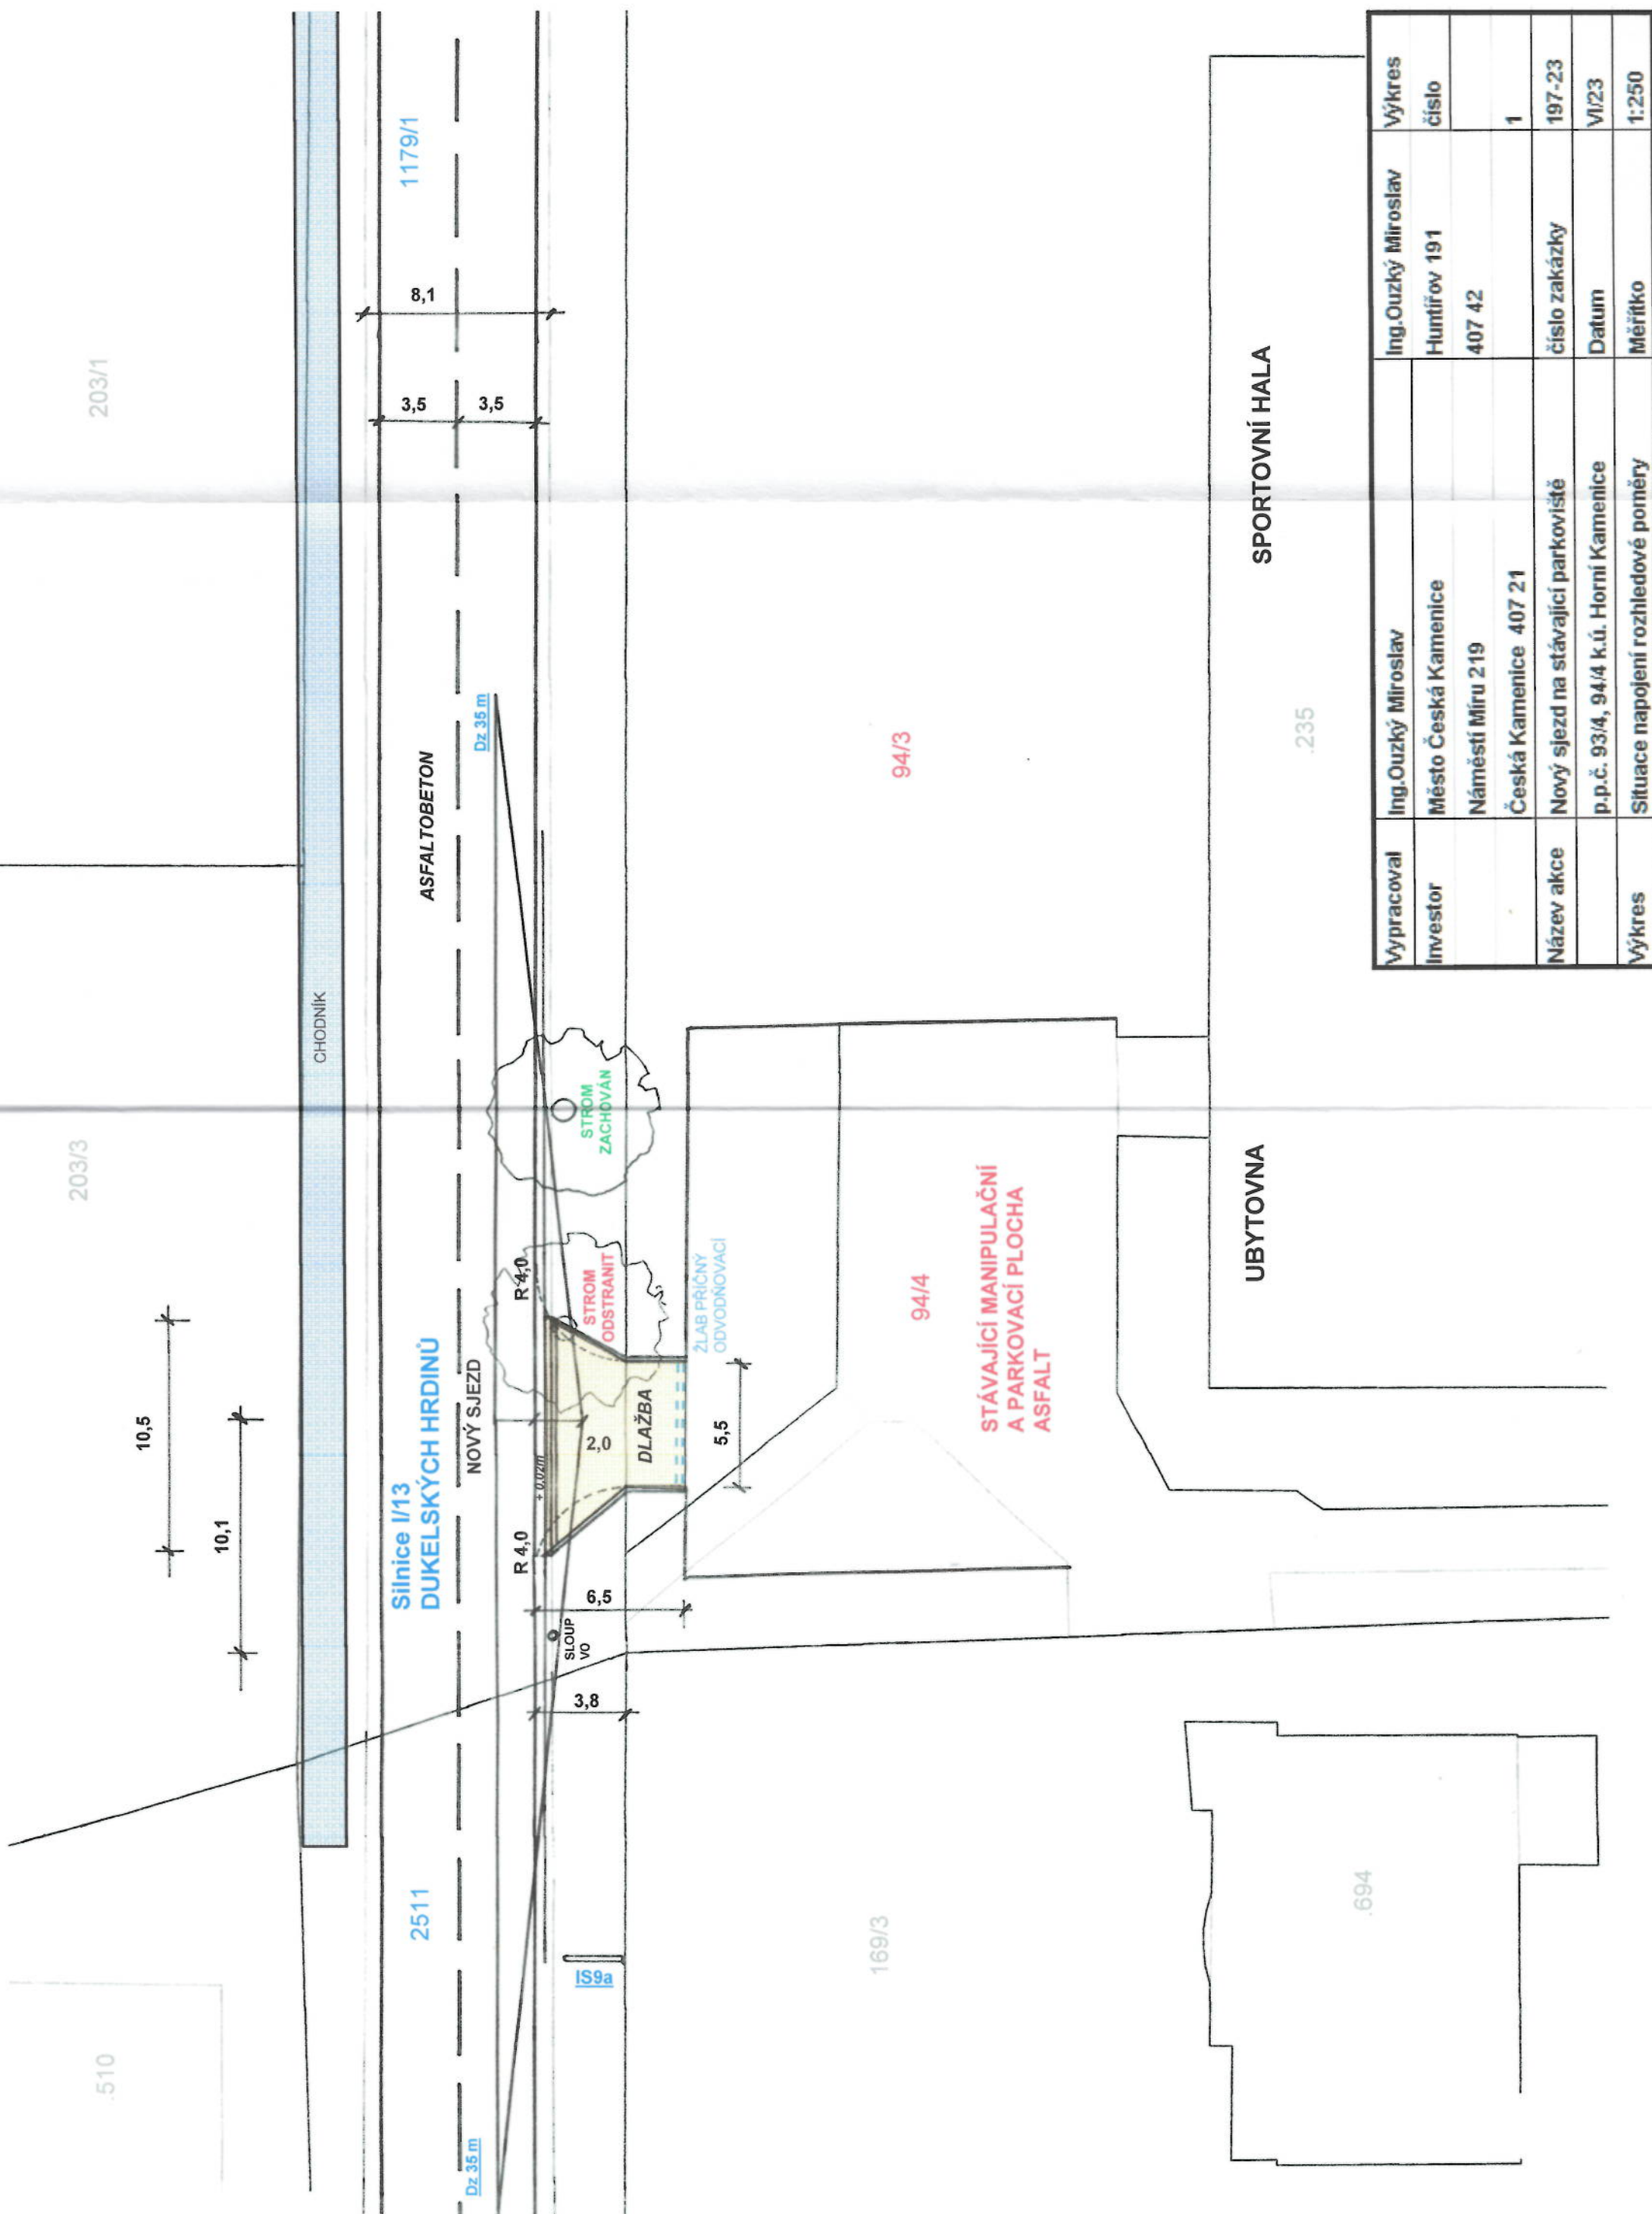 203/1
203/3
.510
CHODNÍK
10,5
10,1
Silnice I/13
DUKELSKÝCH HRDINŮ
2511
1179/1
8,1
3,5
3,5
ASFALTOBETON
NOVÝ SJEZD
Dz 35 m
Dz 35 m
R 4,0
R 4,0
+ 0,02m
2,0
DLAŽBA
5,5
6,5
3,8
SLOUP
VO
IS9a
STROM
ODSTRANIT
STROM
ZACHOVÁN
ŽLAB PŘÍČNÝ
ODVODŇOVACÍ
94/3
94/4
STÁVAJÍCÍ MANIPULAČNÍ
A PARKOVACÍ PLOCHA
ASFALT
169/3
.694
UBYTOVNA
SPORTOVNÍ HALA
.235
Vypracoval Ing.Ouzký Miroslav Ing.Ouzký Miroslav Výkres
Investor Město Česká Kamenice Huntířov 191 číslo
Náměstí Míru 219 407 42
Česká Kamenice 407 21 1
Název akce Nový sjezd na stávající parkoviště číslo zakázky 197-23
p.p.č. 93/4, 94/4 k.ú. Horní Kamenice Datum VI/23
Výkres Situace napojení rozhledové poměry Měřítko 1:250